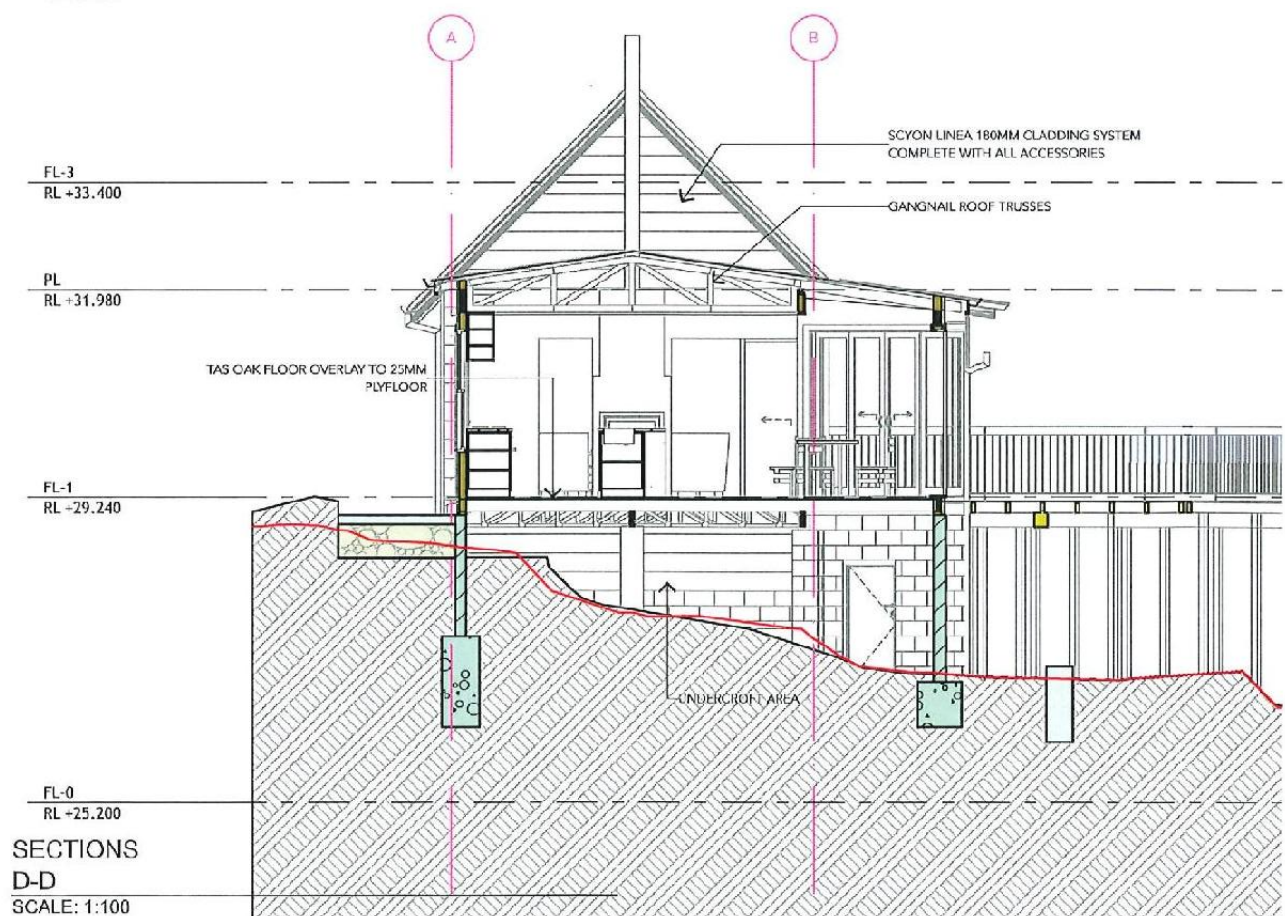 A
B
SCYON LINEA 180MM CLADDING SYSTEM
COMPLETE WITH ALL ACCESSORIES
FL-3
RL +33.400
GANGNAIL ROOF TRUSSES
PL
RL +31.980
TAS OAK FLOOR OVERLAY TO 25MM
PLYFLOOR
FL-1
RL +29.240
UNDERCROFT AREA
FL-0
RL +25.200
SECTIONS
D-D
SCALE: 1:100